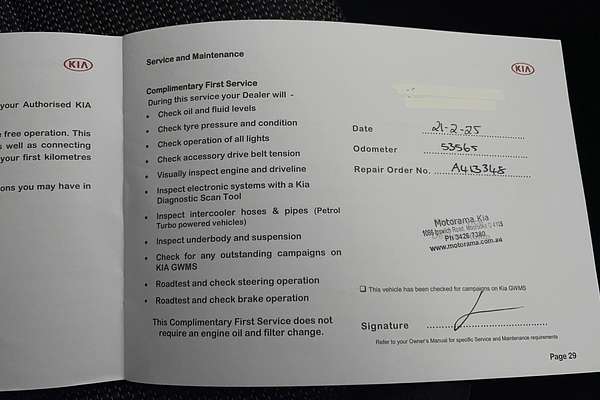 KIA
your Authorised KIA
e free operation. This
s well as connecting
your first kilometres
ons you may have in
Service and Maintenance
KIA
Complimentary First Service
During this service your Dealer will -
• Check oil and fluid levels
• Check tyre pressure and condition
• Check operation of all lights
• Check accessory drive belt tension
• Visually inspect engine and driveline
• Inspect electronic systems with a Kia
Diagnostic Scan Tool
• Inspect intercooler hoses & pipes (Petrol
Turbo powered vehicles)
• Inspect underbody and suspension
• Check for any outstanding campaigns on
KIA GWMS
• Roadtest and check steering operation
• Roadtest and check brake operation
This Complimentary First Service does not
require an engine oil and filter change.
Date 21-2-25
Odometer 53565
Repair Order No. A413348
Motorama Kia
1086 Ipswich Road, Moorooka Q 4113
Ph 3426 7380
www.motorama.com.au
This vehicle has been checked for campaigns on Kia GWMS
Signature
Refer to your Owner's Manual for specific Service and Maintenance requirements
Page 29